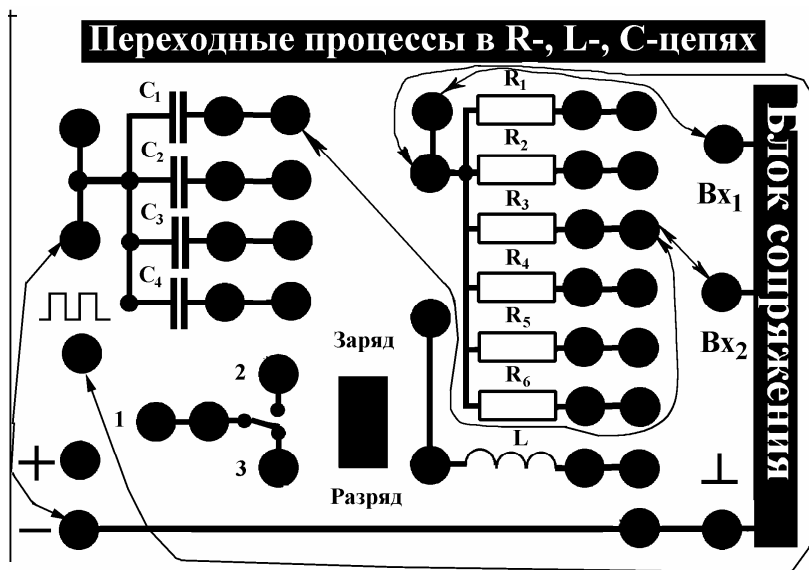 Переходные процессы в R-, L-, C-цепях
C1
C2
C3
C4
R1
R2
R3
R4
R5
R6
L
Вх1
Вх2
Блок сопряжения
Заряд
Разряд
1
2
3
+
−
⊥